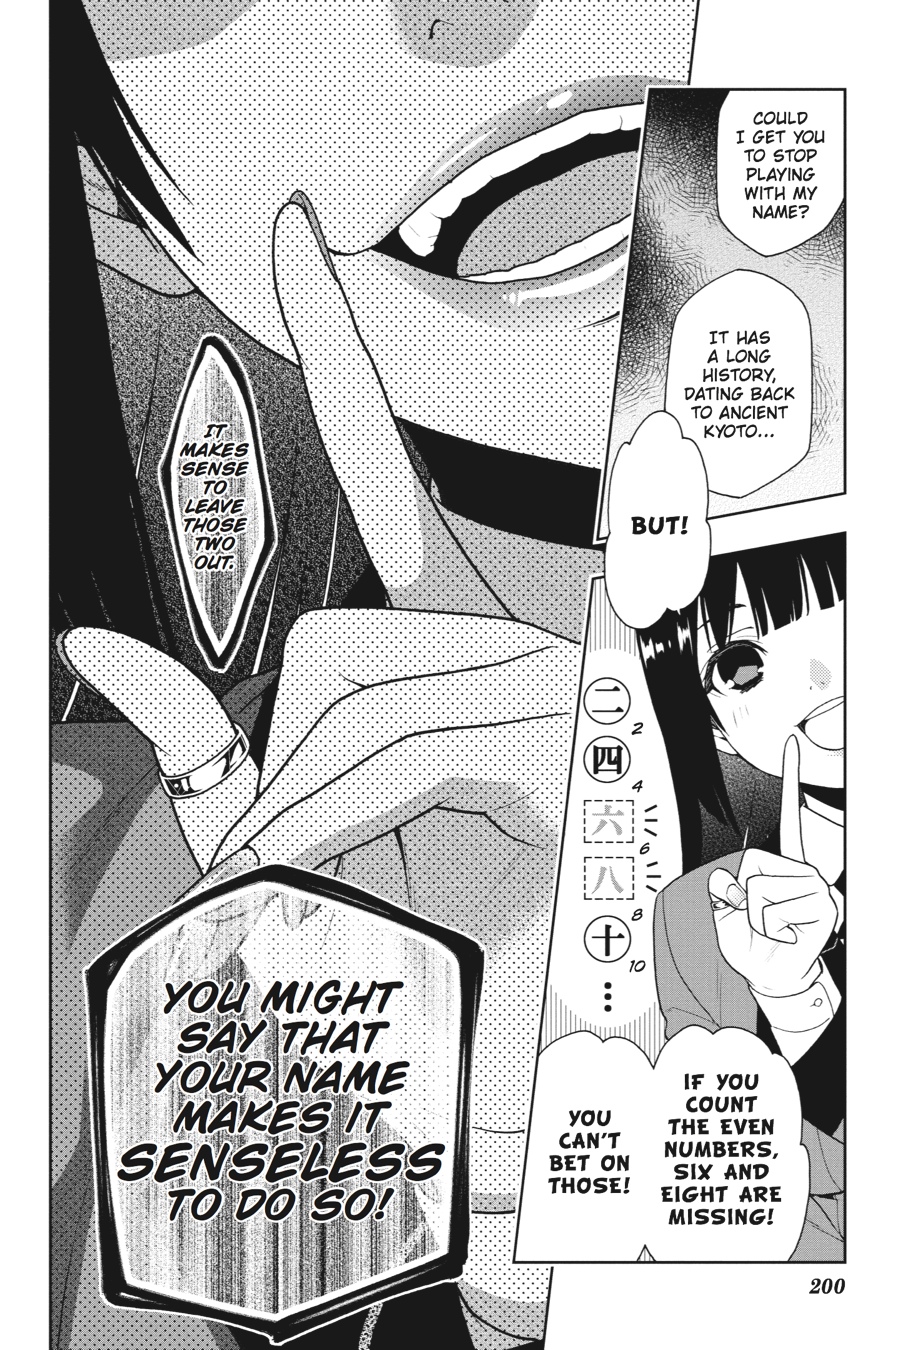 COULD
I GET YOU
TO STOP
PLAYING
WITH MY
NAME?
IT HAS
A LONG
HISTORY,
DATING BACK
TO ANCIENT
KYOTO...
BUT!
二
2
四
4
六
6
八
8
十
10
...
IF YOU
COUNT
THE EVEN
NUMBERS,
SIX AND
EIGHT ARE
MISSING!
YOU
CAN'T
BET ON
THOSE!
IT
MAKES
SENSE
TO
LEAVE
THOSE
TWO
OUT.
YOU MIGHT
SAY THAT
YOUR NAME
MAKES IT
SENSELESS
TO DO SO!
200